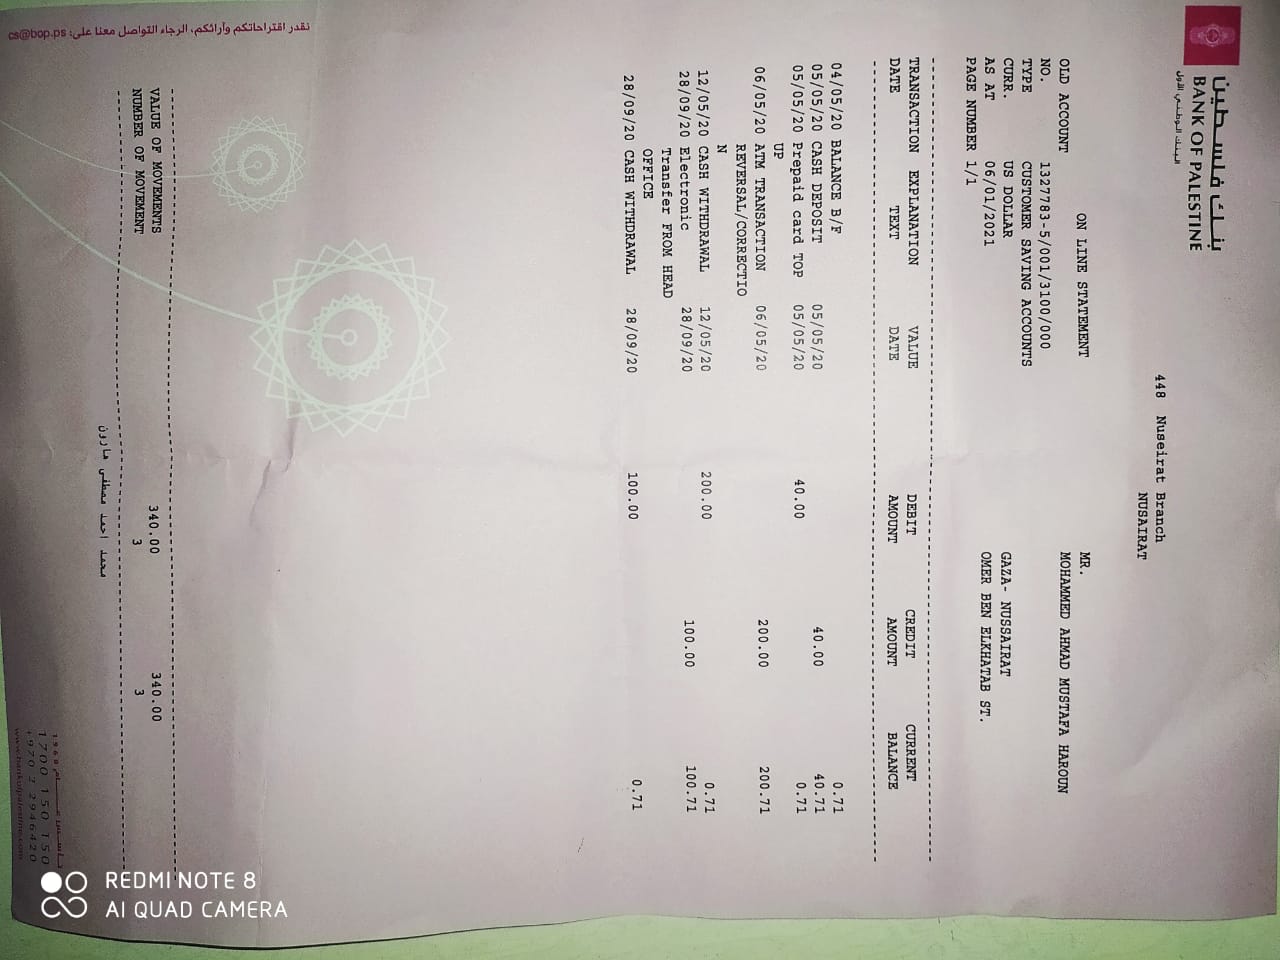 بنك فلسطين
BANK OF PALESTINE
البنك الوطني الأول
448 Nuseirat Branch
NUSAIRAT
ON LINE STATEMENT
MR.
OLD ACCOUNT
MOHAMMED AHMAD MUSTAFA HAROUN
NO. 1327783-5/001/3100/000
TYPE CUSTOMER SAVING ACCOUNTS
CURR. US DOLLAR
GAZA- NUSSAIRAT
AS AT 06/01/2021
OMER BEN ELKHATAB ST.
PAGE NUMBER 1/1
TRANSACTION EXPLANATION VALUE DEBIT CREDIT CURRENT
DATE TEXT DATE AMOUNT AMOUNT BALANCE
04/05/20 BALANCE B/F 0.71
05/05/20 CASH DEPOSIT 05/05/20 40.00 40.71
05/05/20 Prepaid card TOP 05/05/20 40.00 0.71
UP
06/05/20 ATM TRANSACTION 06/05/20 200.00 200.71
REVERSAL/CORRECTIO
N
12/05/20 CASH WITHDRAWAL 12/05/20 200.00 0.71
28/09/20 Electronic 28/09/20 100.00 100.71
Transfer FROM HEAD
OFFICE
28/09/20 CASH WITHDRAWAL 28/09/20 100.00 0.71
VALUE OF MOVEMENTS 340.00 340.00
NUMBER OF MOVEMENT 3 3
محمد احمد مصطفى هارون
نقدر اقتراحاتكم وآرائكم، الرجاء التواصل معنا على: cs@bop.ps
تأسس عـــام 1960
1700 150 150
+970 2 2946420
www.bankofpalestine.com
REDMI NOTE 8
AI QUAD CAMERA